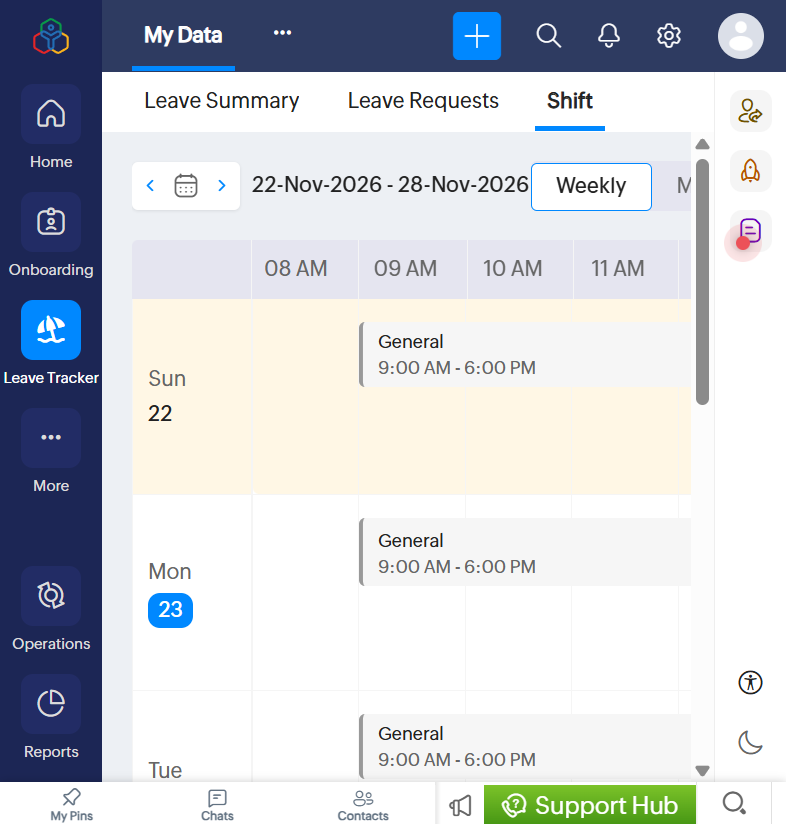 My Data
Home
Onboarding
Leave Tracker
More
Operations
Reports
Leave Summary Leave Requests Shift
22-Nov-2026 - 28-Nov-2026 Weekly M
08 AM 09 AM 10 AM 11 AM
General
9:00 AM - 6:00 PM
Sun
22
General
9:00 AM - 6:00 PM
Mon
23
General
9:00 AM - 6:00 PM
Tue
My Pins Chats Contacts Support Hub